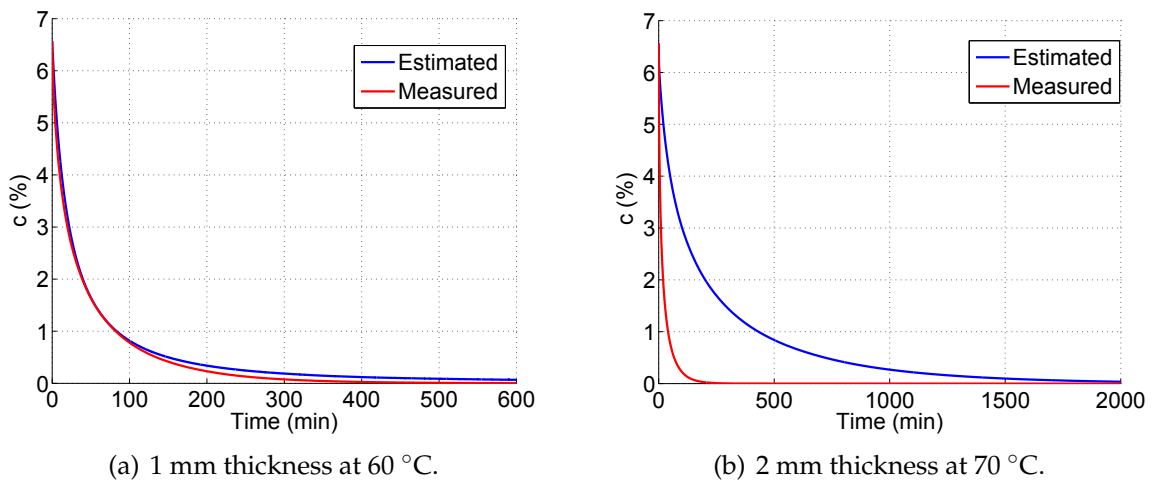 7
6
5
4
3
2
1
0
c (%)
0 100 200 300 400 500 600
Time (min)
Estimated
Measured
(a) 1 mm thickness at 60 °C.
7
6
5
4
3
2
1
0
c (%)
0 500 1000 1500 2000
Time (min)
Estimated
Measured
(b) 2 mm thickness at 70 °C.